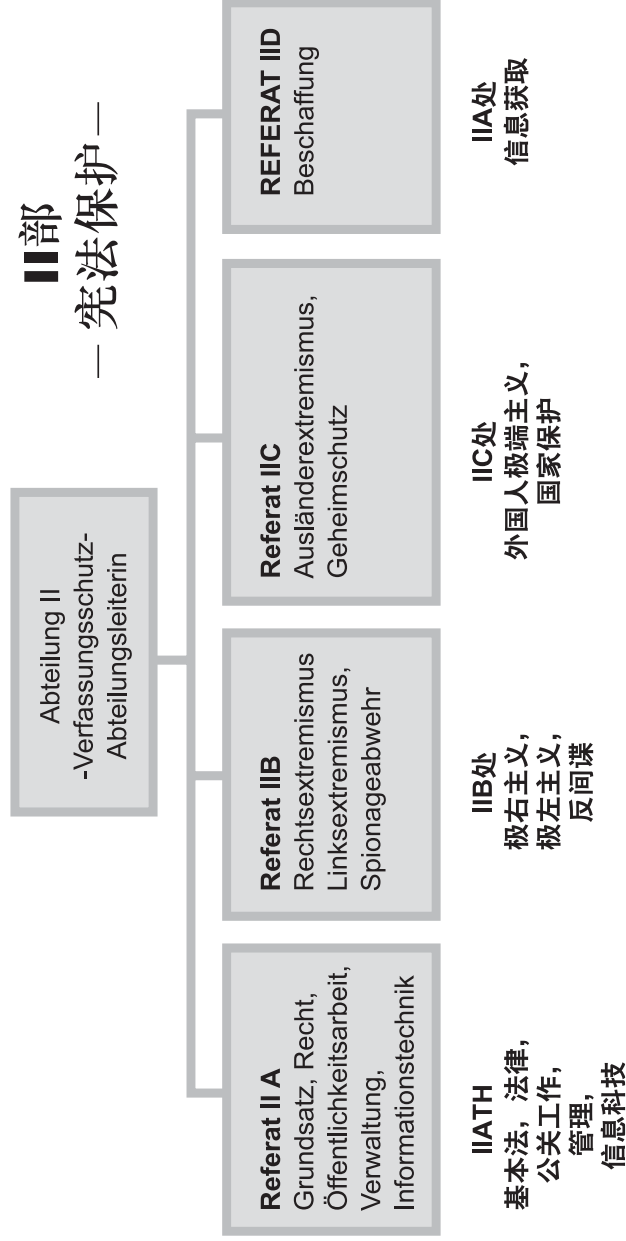 II部
— 宪法保护 —
Abteilung II
-Verfassungsschutz-
Abteilungsleiterin
Referat II A
Grundsatz, Recht,
Öffentlichkeitsarbeit,
Verwaltung,
Informationstechnik
Referat IIB
Rechtsextremismus
Linksextremismus,
Spionageabwehr
Referat IIC
Ausländerextremismus,
Geheimschutz
REFERAT IID
Beschaffung
IIATH
基本法，法律，
公关工作，
管理，
信息科技
IIB处
极右主义，
极左主义，
反间谍
IIC处
外国人极端主义，
国家保护
IIA处
信息获取